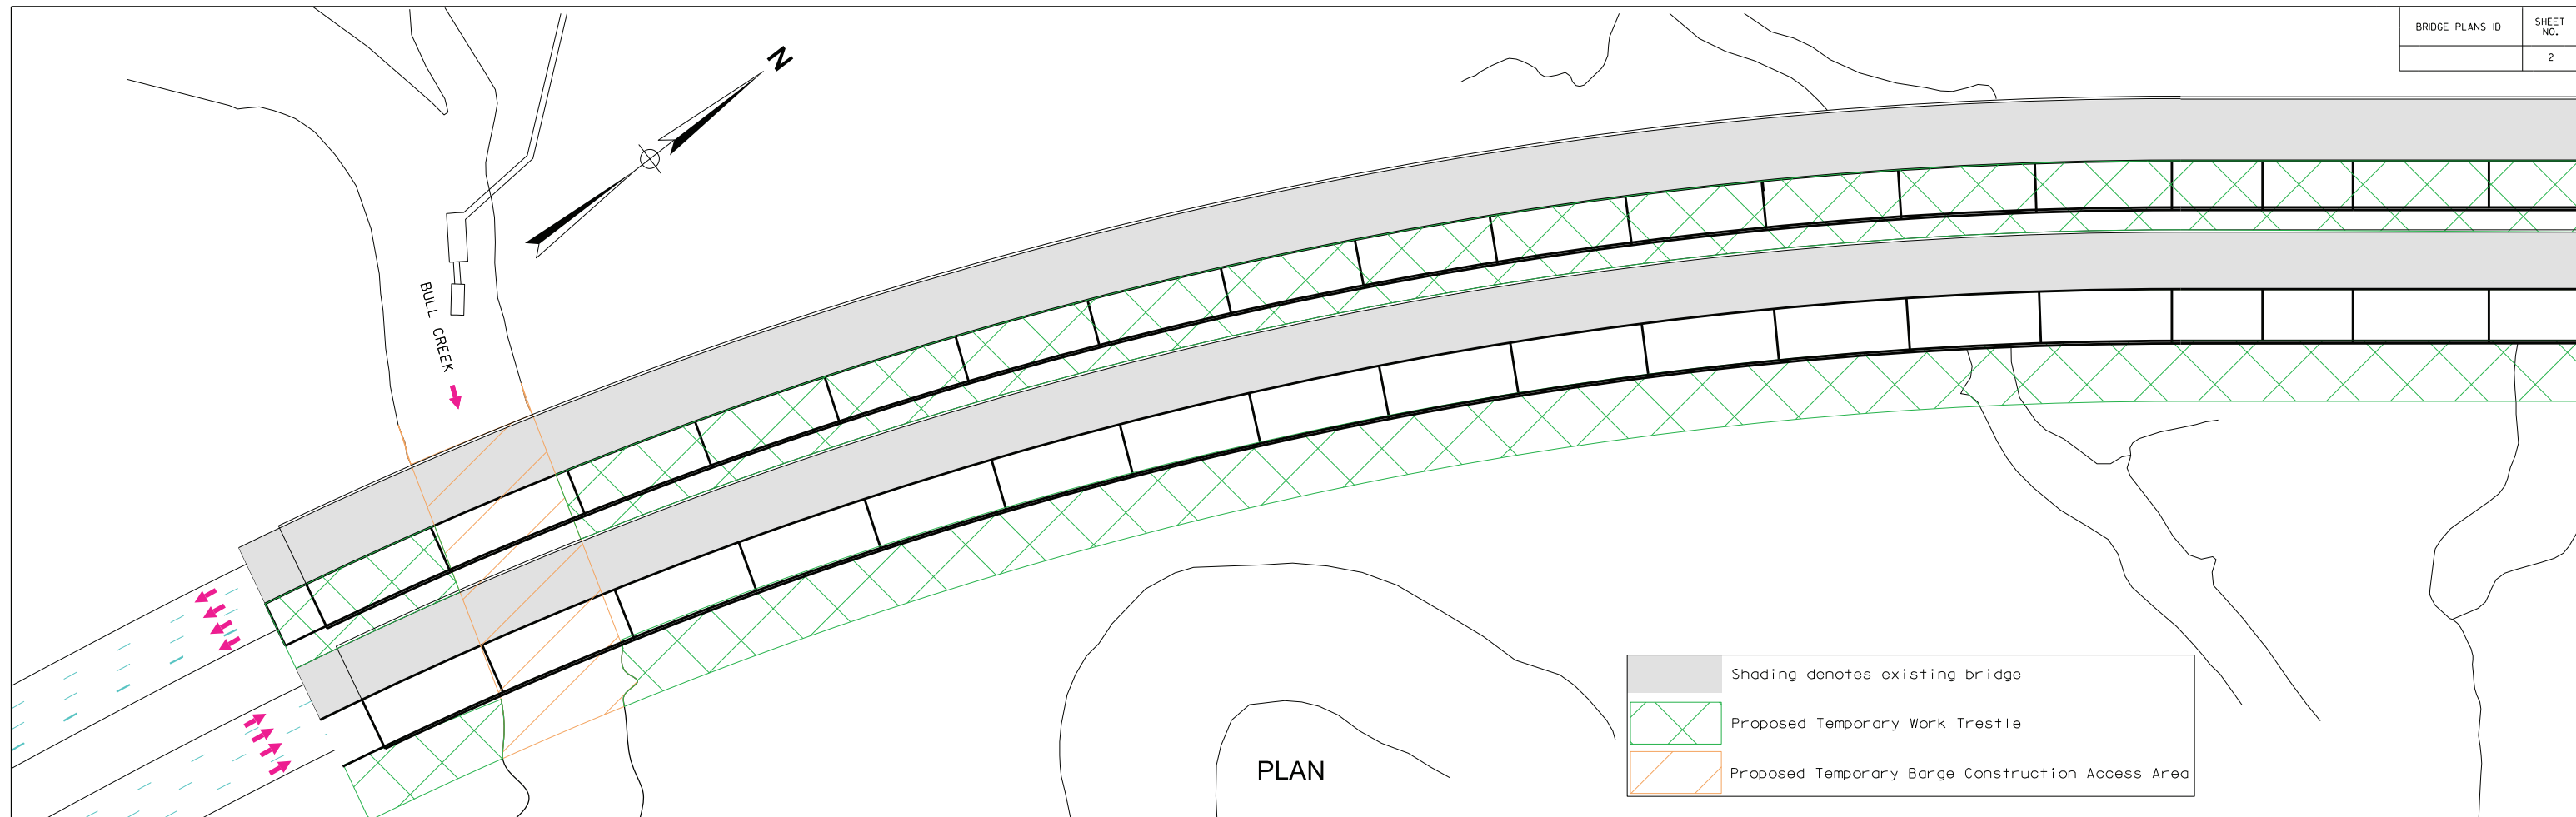 BRIDGE PLANS ID
SHEET
NO.
2
N
BULL CREEK
Shading denotes existing bridge
Proposed Temporary Work Trestle
Proposed Temporary Barge Construction Access Area
PLAN